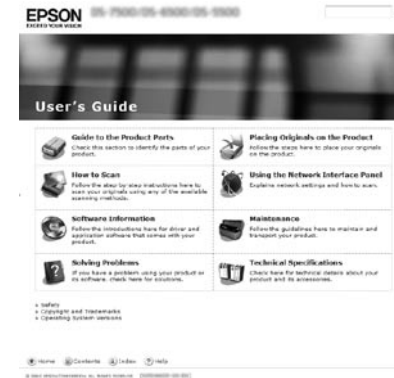 EPSON
EXCEED YOUR VISION
User's Guide
Guide to the Product Parts
Check this section to identify the parts of your
product.
Placing Originals on the Product
Follow the steps here to place your originals
on the product.
How to Scan
Follow the step by step instructions here to
scan your originals using any of the available
scanning methods.
Using the Network Interface Panel
Explains network settings and how to scan.
Software Information
Follow the introductions here for driver and
application software that comes with your
product.
Maintenance
Follow the guidelines here to maintain and
transport your product.
Solving Problems
If you have a problem using your product or
its software, check here for solutions.
Technical Specifications
Check here for technical details about your
product and its accessories.
» Safety
» Copyright and Trademarks
» Operating System Versions
Home Contents Index Help